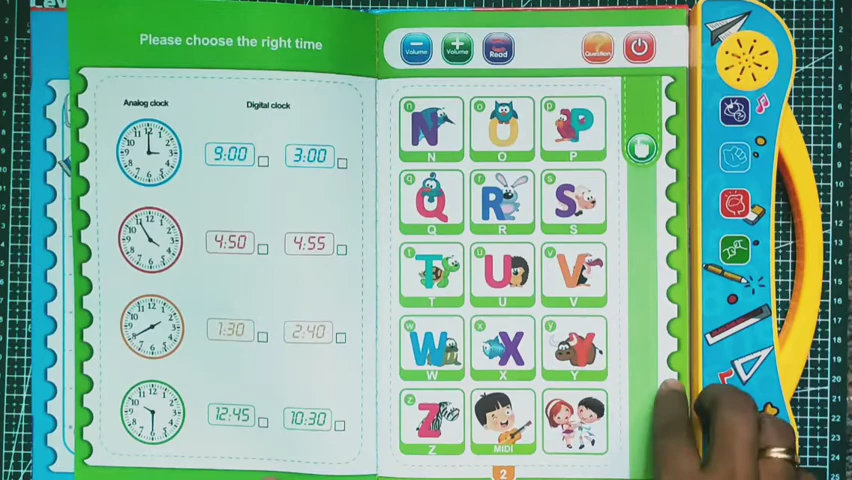 Please choose the right time
Analog clock
Digital clock
9:00
3:00
4:50
4:55
1:30
2:40
12:45
10:30
Volume
Volume
Read
Question
n
N
N
o
O
O
p
P
P
q
Q
Q
r
R
R
s
S
S
t
T
T
u
U
U
v
V
V
w
W
W
x
X
X
y
Y
Y
z
Z
Z
MIDI
2